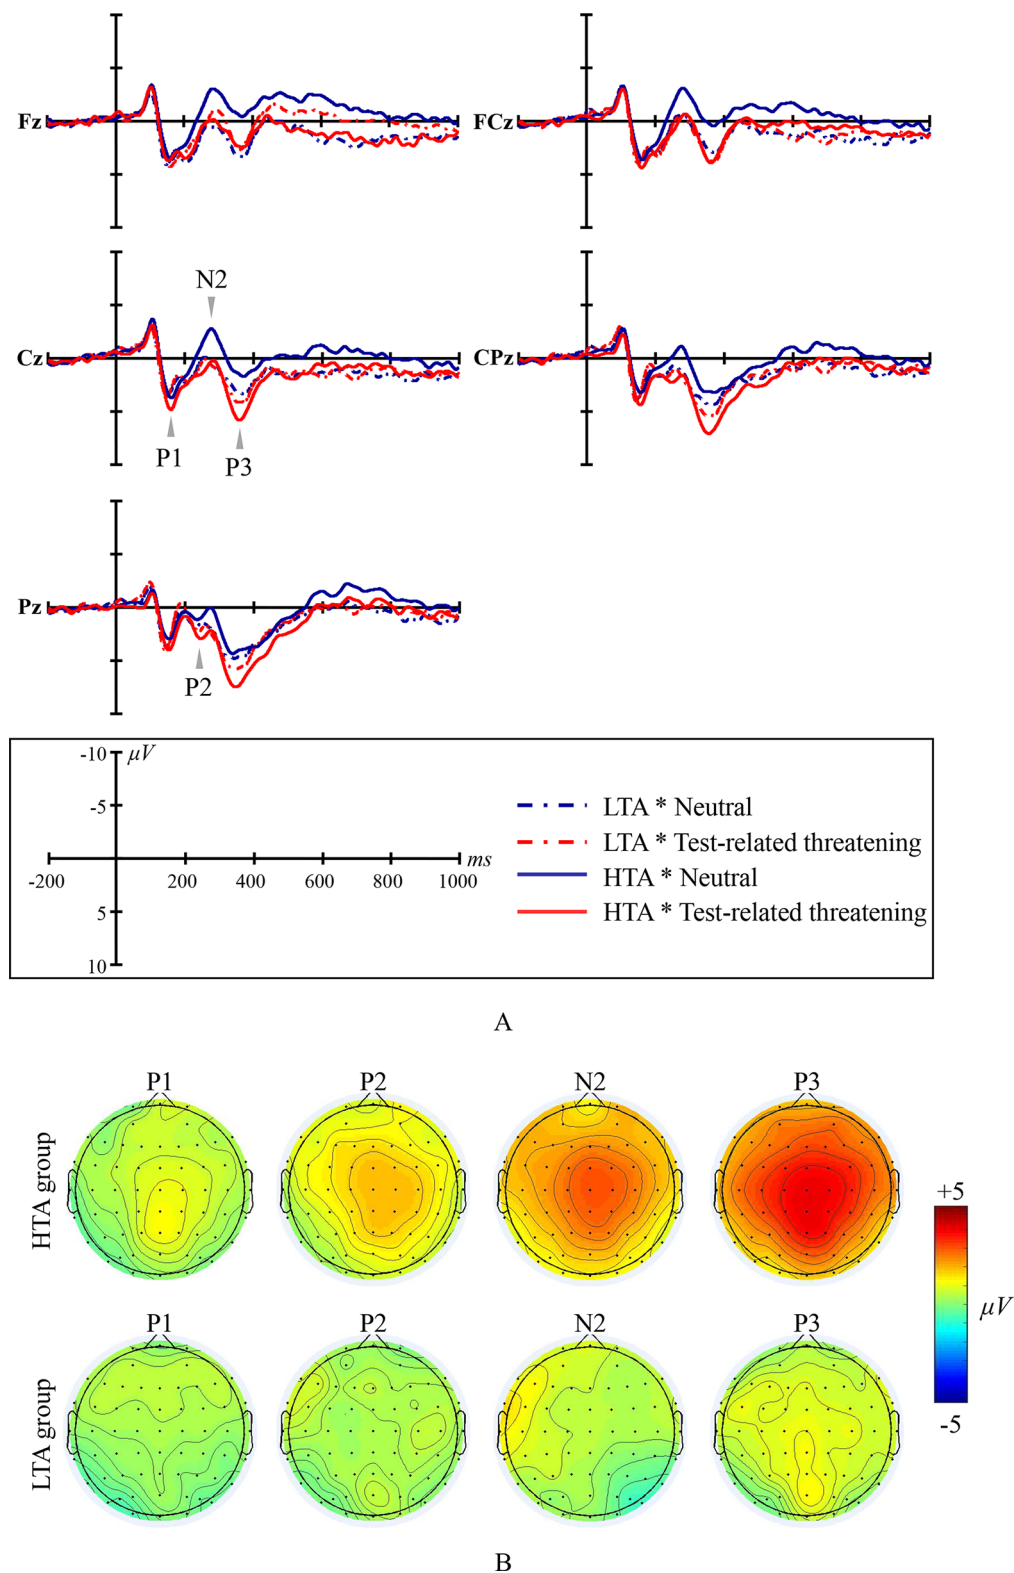 Fz
FCz
N2
Cz
CPz
P1
P3
Pz
P2
-10 μV
-5
LTA * Neutral
LTA * Test-related threatening
ms
-200 200 400 600 800 1000
HTA * Neutral
5
HTA * Test-related threatening
10
A
P1 P2 N2 P3
HTA group
+5
μV
-5
P1 P2 N2 P3
LTA group
B